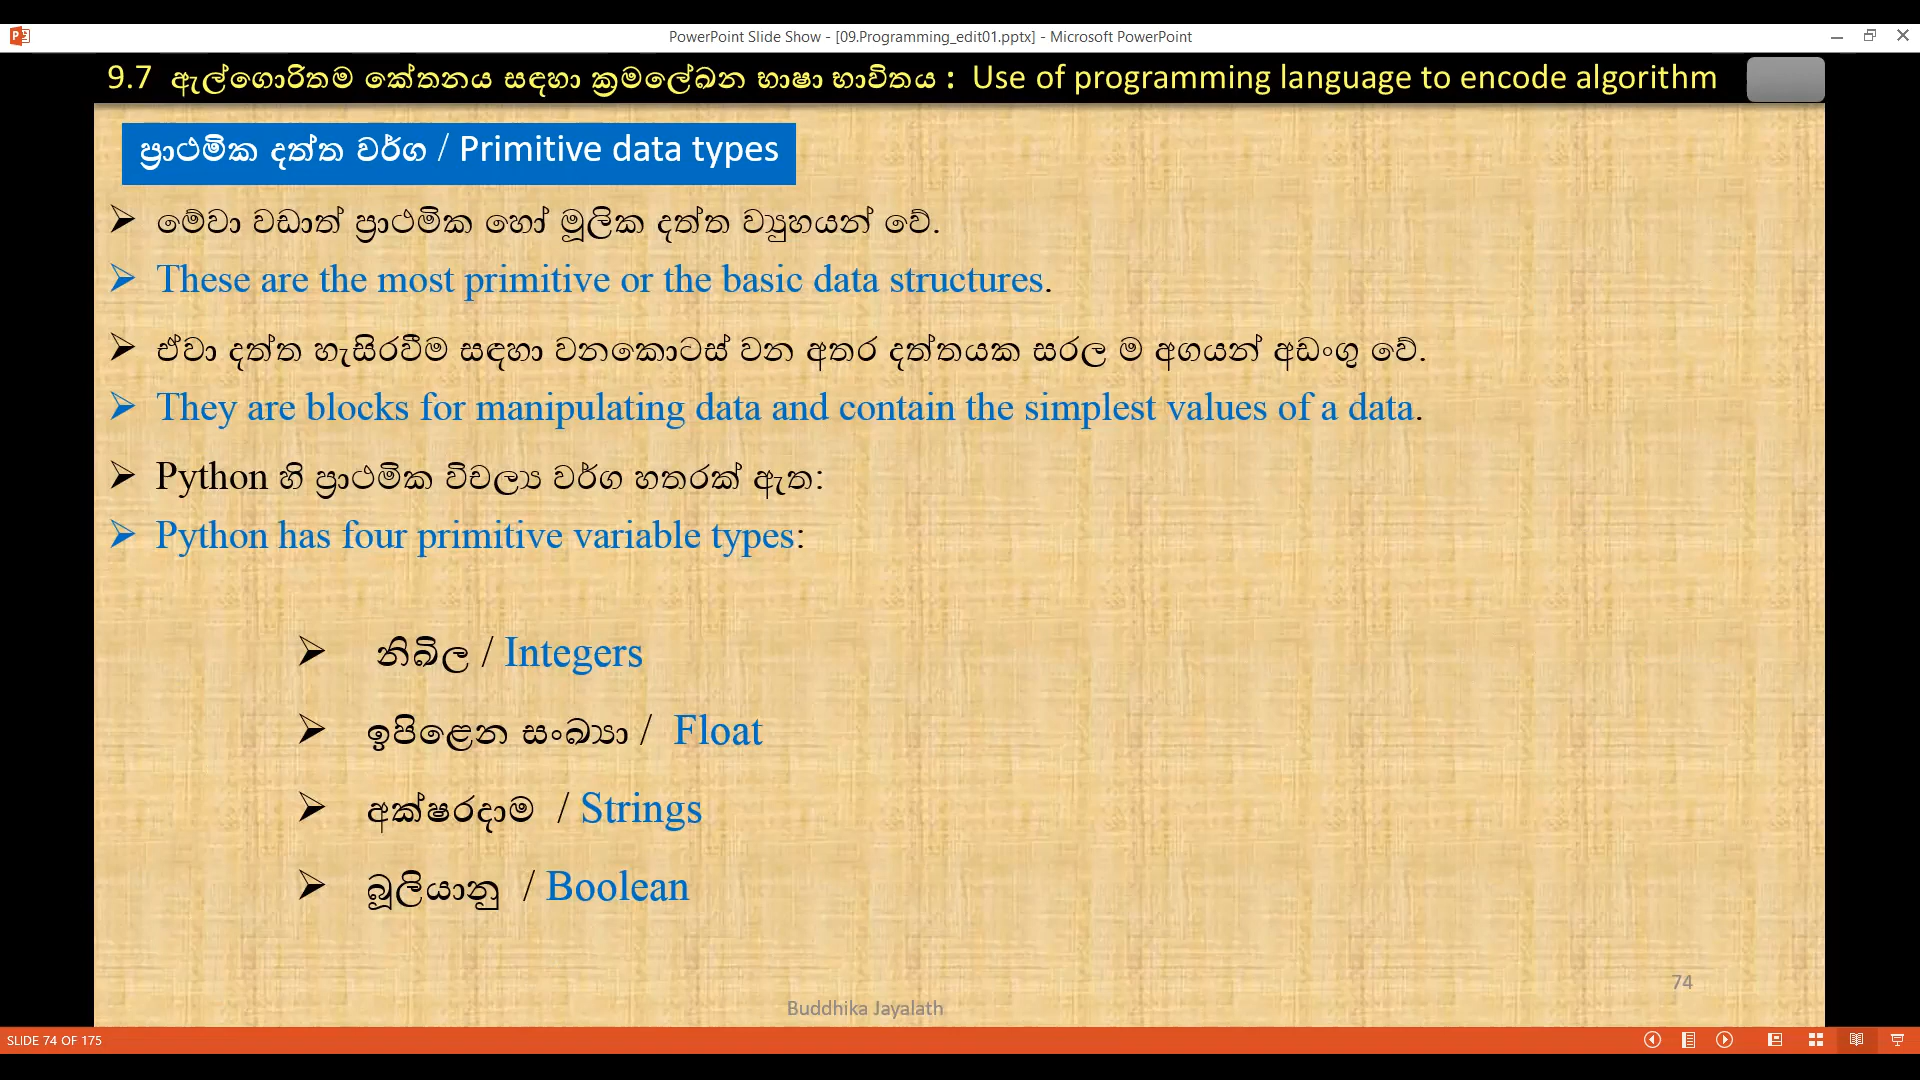 PowerPoint Slide Show - [09.Programming_edit01.pptx] - Microsoft PowerPoint
9.7 ඇල්ගොරිතම කේතනය සඳහා ක්‍රමලේඛන භාෂා භාවිතය : Use of programming language to encode algorithm
ප්‍රාථමික දත්ත වර්ග / Primitive data types
➢ මේවා වඩාත් ප්‍රාථමික හෝ මූලික දත්ත ව්‍යුහයන් වේ.
➢ These are the most primitive or the basic data structures.
➢ ඒවා දත්ත හැසිරවීම සඳහා වනකොටස් වන අතර දත්තයක සරල ම අගයන් අඩංගු වේ.
➢ They are blocks for manipulating data and contain the simplest values of a data.
➢ Python හි ප්‍රාථමික විචල්‍ය වර්ග හතරක් ඇත:
➢ Python has four primitive variable types:
➢ නිඛිල / Integers
➢ ඉපිළෙන සංඛ්‍යා / Float
➢ අක්ෂරදාම / Strings
➢ බූලියානු / Boolean
74
Buddhika Jayalath
SLIDE 74 OF 175